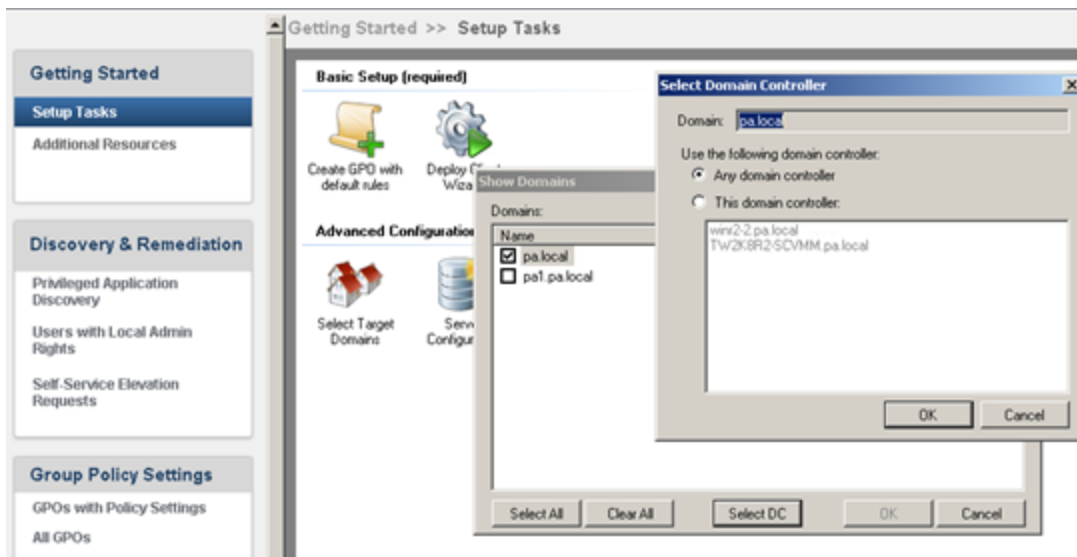 Getting Started >> Setup Tasks
Getting Started
Setup Tasks
Additional Resources
Discovery & Remediation
Privileged Application
Discovery
Users with Local Admin
Rights
Self-Service Elevation
Requests
Group Policy Settings
GPOs with Policy Settings
All GPOs
Basic Setup (required)
Create GPO with
default rules
Deploy
Wiza
Advanced Configuration
Select Target
Domains
Serv
Configur
Show Domains
Domains:
Name
pa.local
pa1.pa.local
Select All
Clear All
Select DC
OK
Cancel
Select Domain Controller
Domain: pa.local
Use the following domain controller:
Any domain controller
This domain controller:
winr2-2.pa.local
TW2K8R2-SCVMM.pa.local
OK
Cancel